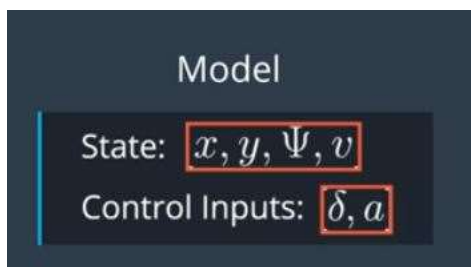 Model
State: x, y, Ψ, v
Control Inputs: δ, a